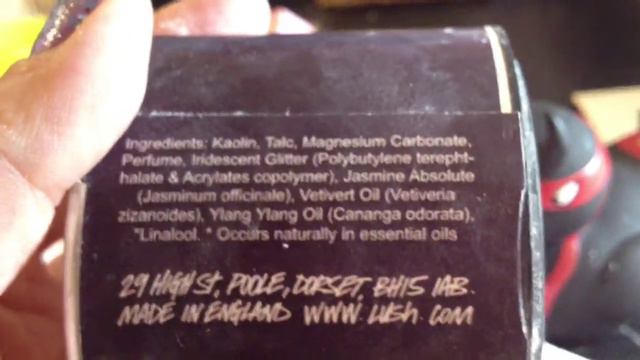 Ingredients: Kaolin, Talc, Magnesium Carbonate,
Perfume, Iridescent Glitter (Polybutylene terepht-
halate & Acrylates copolymer), Jasmine Absolute
(Jasminum officinale), Vetivert Oil (Vetiveria
zizanoides), Ylang Ylang Oil (Cananga odorata),
*Linalool. * Occurs naturally in essential oils
29 HIGH ST, POOLE, DORSET, BH15 1AB.
MADE IN ENGLAND WWW.LUSH.COM